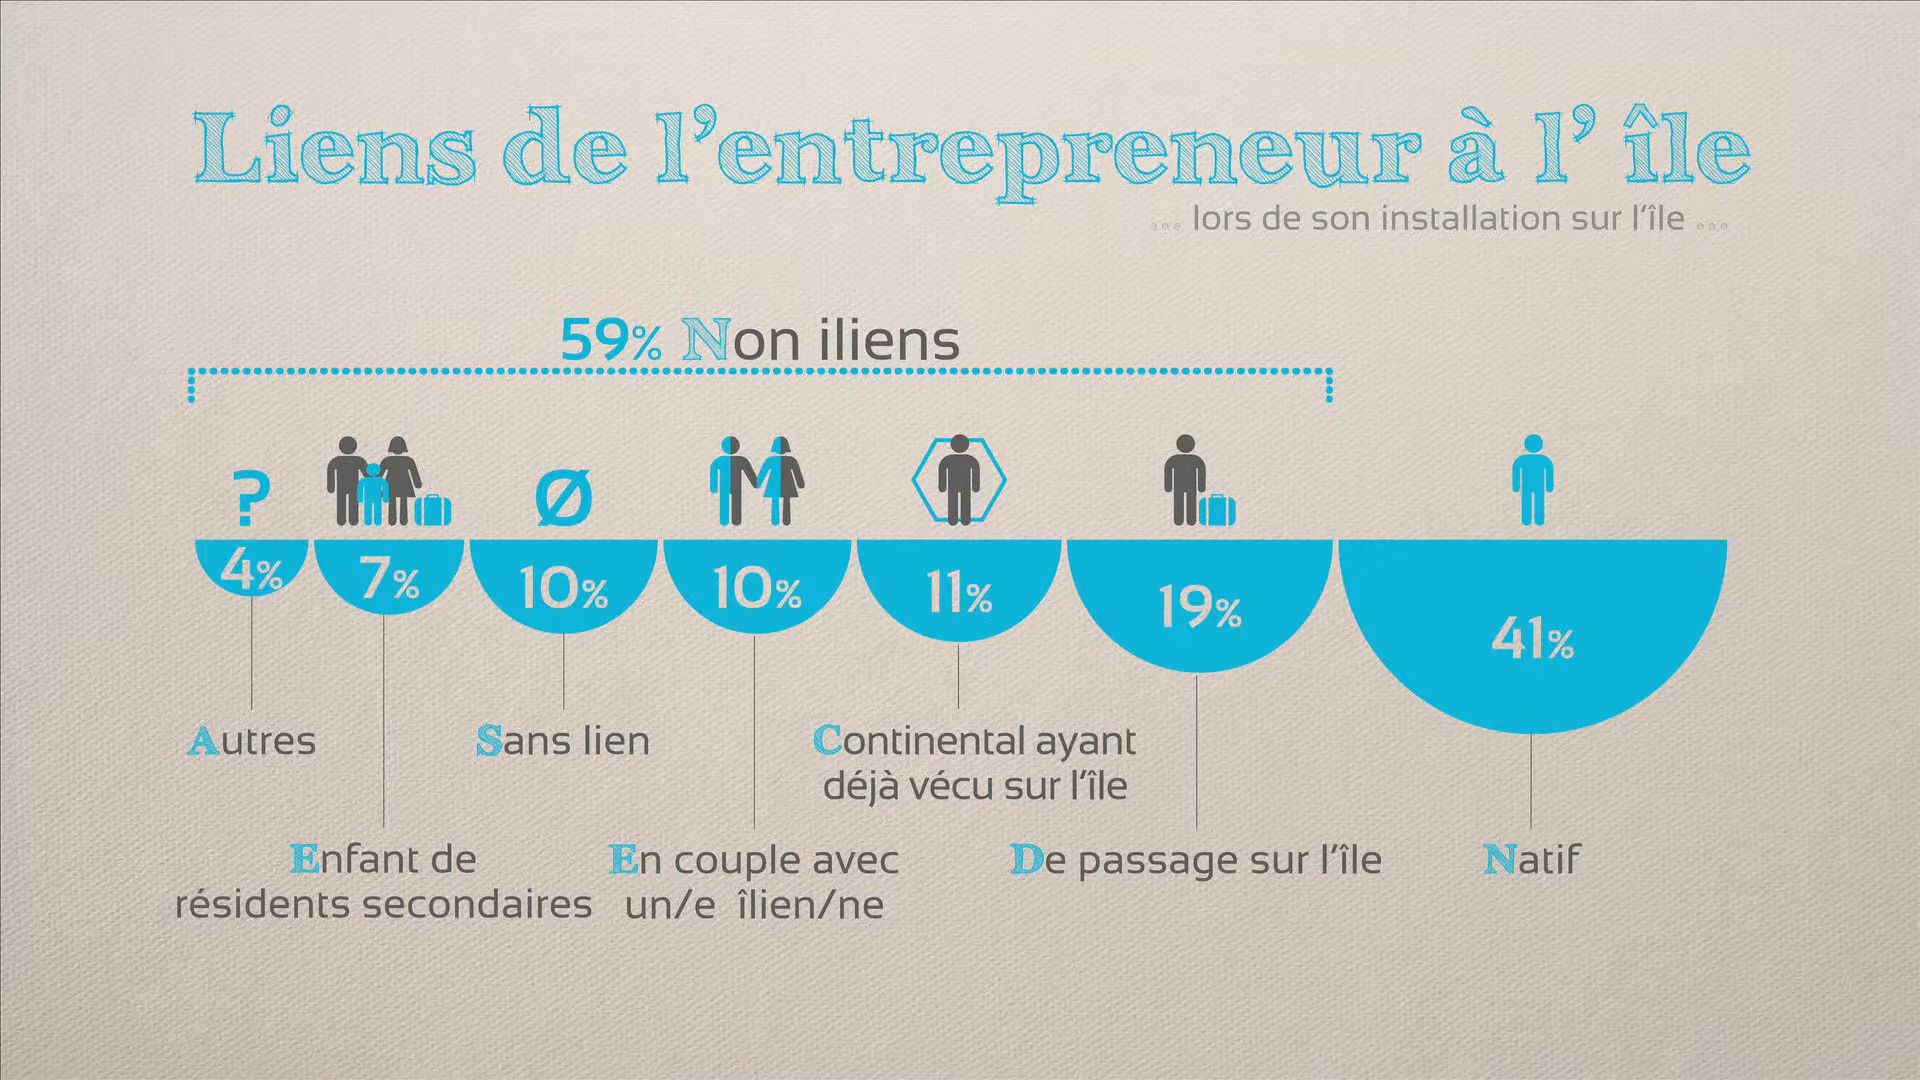 Liens de l’entrepreneur à l’ île
... lors de son installation sur l’île ...
59% Non iliens
?
Ø
4%
7%
10%
10%
11%
19%
41%
Autres
Sans lien
Continental ayant
déjà vécu sur l’île
Enfant de
résidents secondaires
En couple avec
un/e îlien/ne
De passage sur l’île
Natif